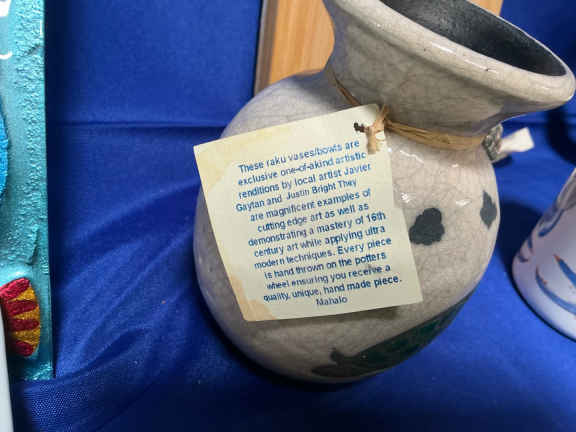 These raku vases/bowls are
exclusive one-of-akind artistic
renditions by local artist Javier
Gaytan and Justin Bright They
are magnificent examples of
cutting edge art as well as
demonstrating a mastery of 16th
century art while applying ultra
modern techniques. Every piece
is hand thrown on the potters
wheel ensuring you receive a
quality, unique, hand made piece.
Mahalo